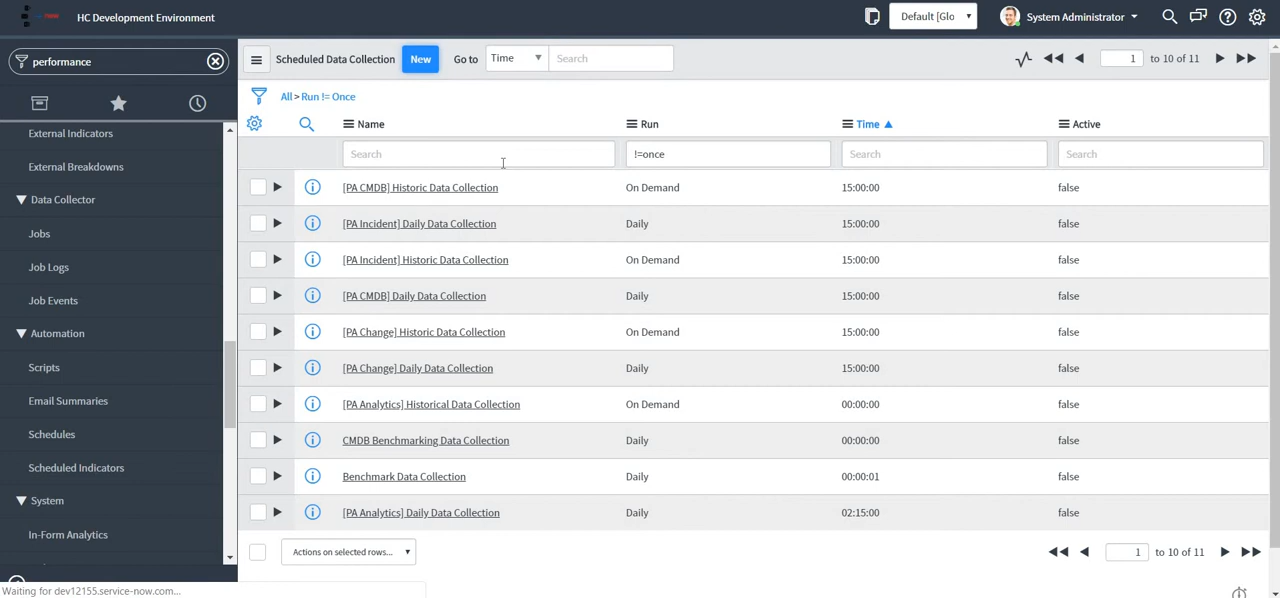 HC Development Environment
Default [Glo
System Administrator
performance
Scheduled Data Collection
New
Go to
Time
Search
1
to 10 of 11
All > Run != Once
Name
Run
Time
Active
Search
!=once
Search
Search
External Indicators
External Breakdowns
Data Collector
Jobs
Job Logs
Job Events
Automation
Scripts
Email Summaries
Schedules
Scheduled Indicators
System
In-Form Analytics
[PA CMDB] Historic Data Collection On Demand 15:00:00 false
[PA Incident] Daily Data Collection Daily 15:00:00 false
[PA Incident] Historic Data Collection On Demand 15:00:00 false
[PA CMDB] Daily Data Collection Daily 15:00:00 false
[PA Change] Historic Data Collection On Demand 15:00:00 false
[PA Change] Daily Data Collection Daily 15:00:00 false
[PA Analytics] Historical Data Collection On Demand 00:00:00 false
CMDB Benchmarking Data Collection Daily 00:00:00 false
Benchmark Data Collection Daily 00:00:01 false
[PA Analytics] Daily Data Collection Daily 02:15:00 false
Actions on selected rows...
1
to 10 of 11
Waiting for dev12155.service-now.com...